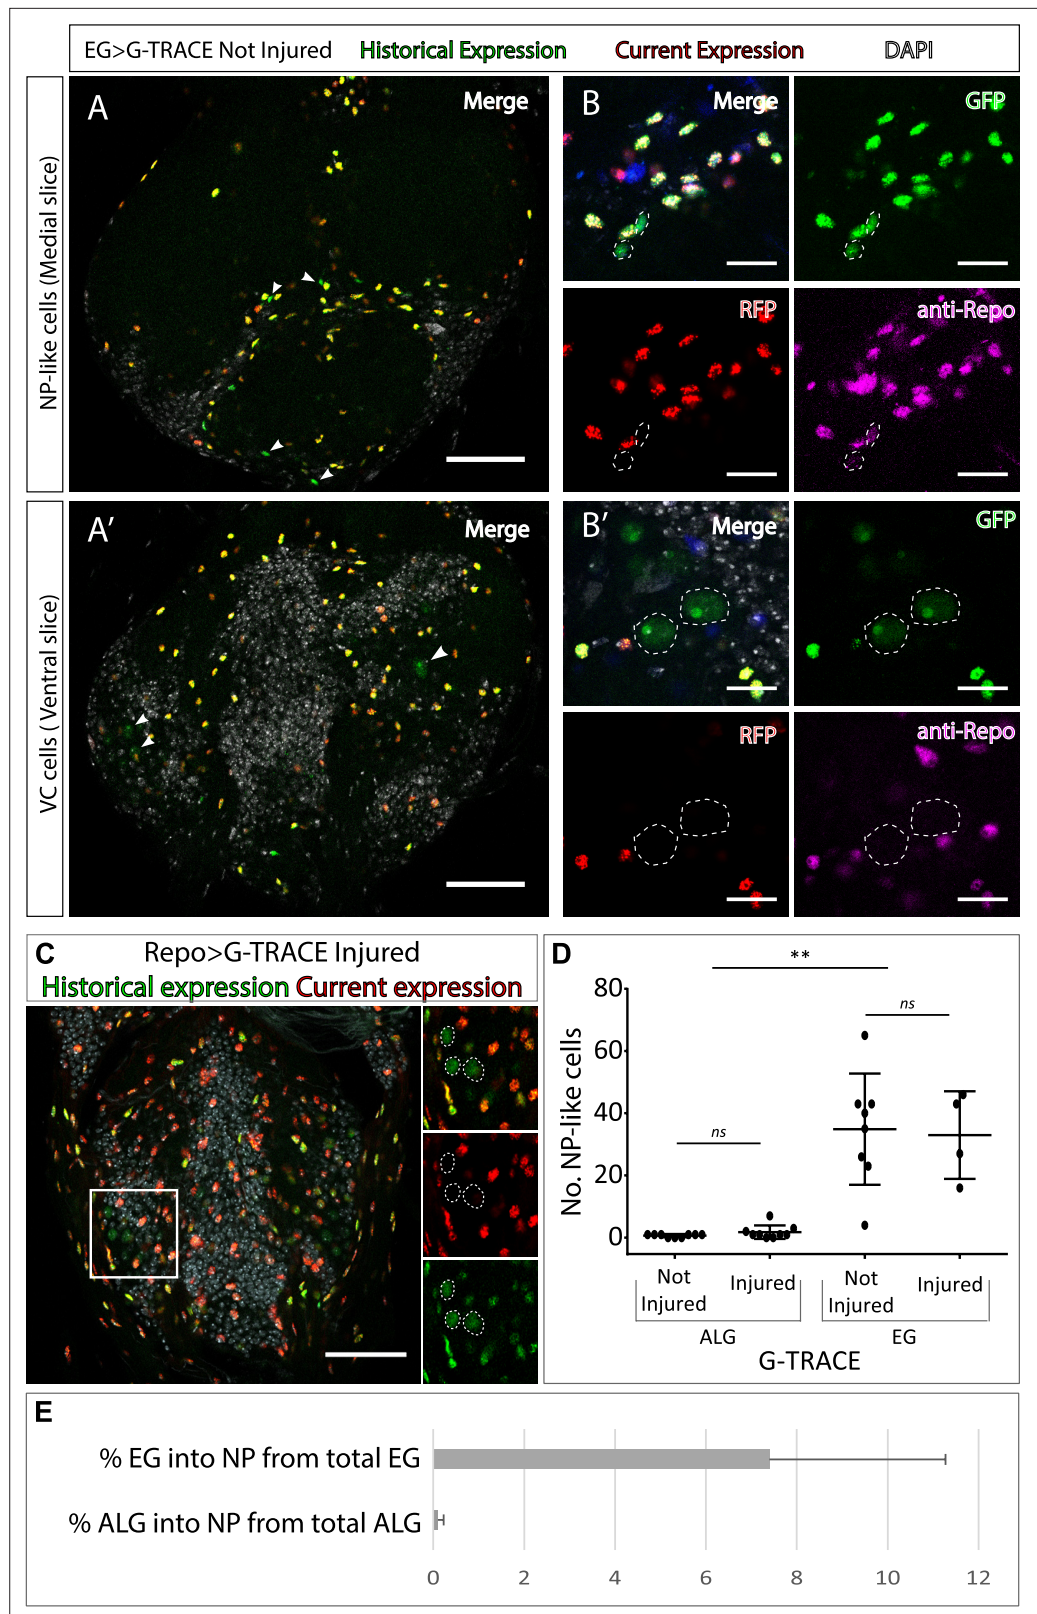 EG>G-TRACE Not Injured Historical Expression Current Expression DAPI
NP-like cells (Medial slice)
A Merge
B Merge
GFP
RFP
anti-Repo
VC cells (Ventral slice)
A' Merge
B' Merge
GFP
RFP
anti-Repo
C Repo>G-TRACE Injured
Historical expression Current expression
D
**
ns
ns
No. NP-like cells
80
60
40
20
0
Not Injured
Injured
Not Injured
Injured
ALG
EG
G-TRACE
E
% EG into NP from total EG
% ALG into NP from total ALG
0 2 4 6 8 10 12